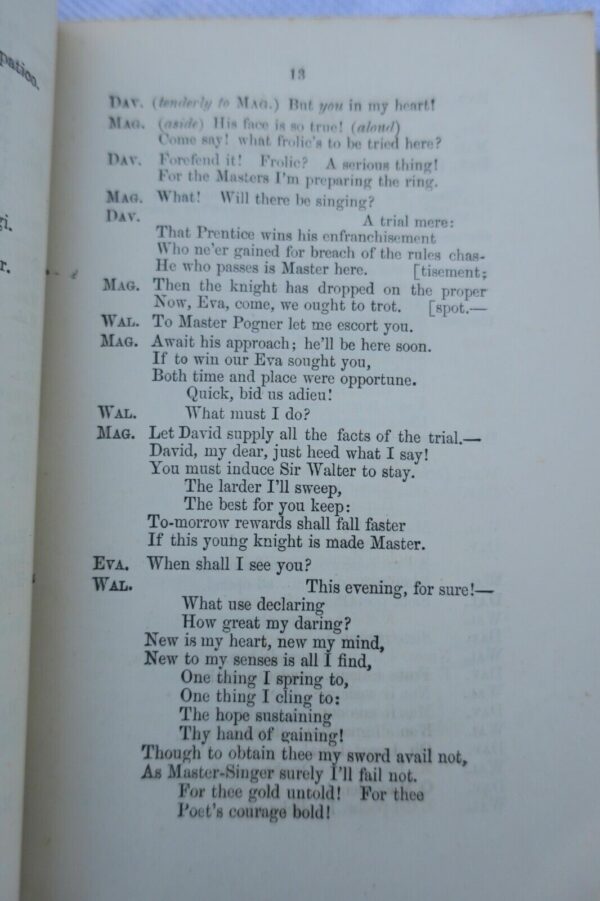 pation.
gi.
r.
13
DAV. (tenderly to MAG.) But you in my heart!
MAG. (aside) His face is so true! (aloud)
Come say! what frolic's to be tried here?
DAV. Forefend it! Frolic? A serious thing!
For the Masters I'm preparing the ring.
MAG. What! Will there be singing?
DAV. A trial mere:
That Prentice wins his enfranchisement
Who ne'er gained for breach of the rules chas-
He who passes is Master here. [tisement;
MAG. Then the knight has dropped on the proper
Now, Eva, come, we ought to trot. [spot.—
WAL. To Master Pogner let me escort you.
MAG. Await his approach; he'll be here soon.
If to win our Eva sought you,
Both time and place were opportune.
Quick, bid us adieu!
WAL. What must I do?
MAG. Let David supply all the facts of the trial.—
David, my dear, just heed what I say!
You must induce Sir Walter to stay.
The larder I'll sweep,
The best for you keep:
To-morrow rewards shall fall faster
If this young knight is made Master.
EVA. When shall I see you?
WAL. This evening, for sure!—
What use declaring
How great my daring?
New is my heart, new my mind,
New to my senses is all I find,
One thing I spring to,
One thing I cling to:
The hope sustaining
Thy hand of gaining!
Though to obtain thee my sword avail not,
As Master-Singer surely I'll fail not.
For thee gold untold! For thee
Poet's courage bold!